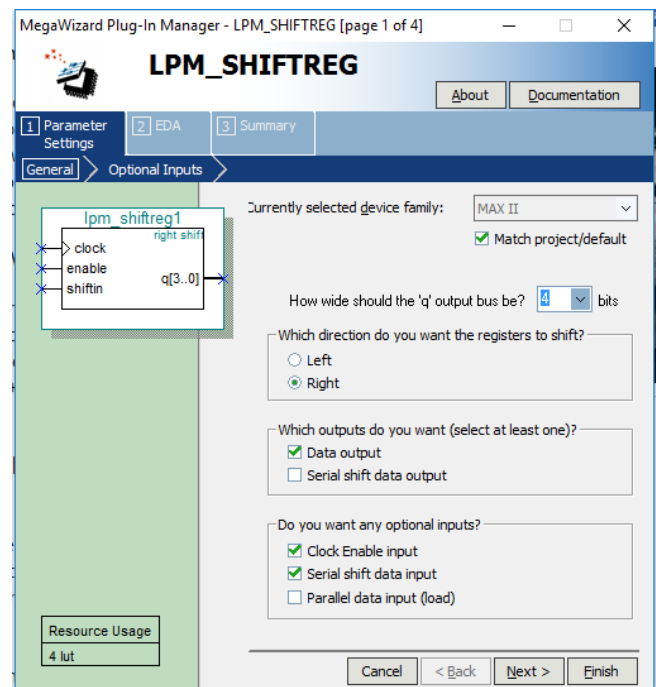 MegaWizard Plug-In Manager - LPM_SHIFTREG [page 1 of 4]
LPM_SHIFTREG
About
Documentation
1 Parameter Settings
2 EDA
3 Summary
General
Optional Inputs
lpm_shiftreg1
right shift
clock
enable
shiftin
q[3..0]
Currently selected device family:
MAX II
Match project/default
How wide should the 'q' output bus be? 4 bits
Which direction do you want the registers to shift?
Left
Right
Which outputs do you want (select at least one)?
Data output
Serial shift data output
Do you want any optional inputs?
Clock Enable input
Serial shift data input
Parallel data input (load)
Resource Usage
4 lut
Cancel
< Back
Next >
Finish